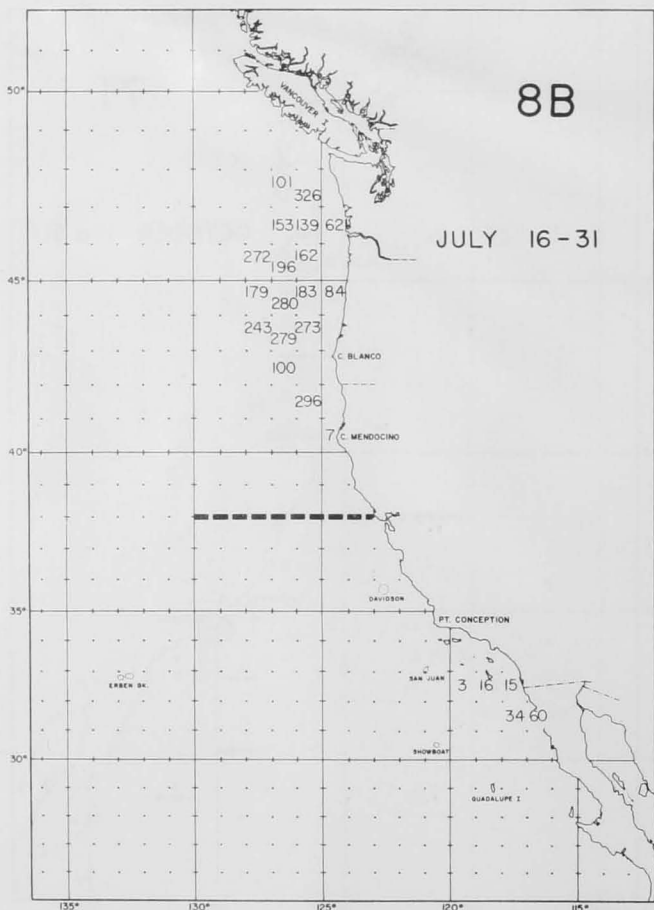 8B
50°
VANCOUVER I.
101
326
153 139 62
JULY 16-31
272 162
196
45°
179 183 84
280
243 273
279
C. BLANCO
100
296
7 C. MENDOCINO
40°
DAVIDSON
35°
PT. CONCEPTION
SAN JUAN
ERBEN BK.
3 16 15
34 60
SHOWBOAT
30°
GUADALUPE I
135° 130° 125° 120° 115°